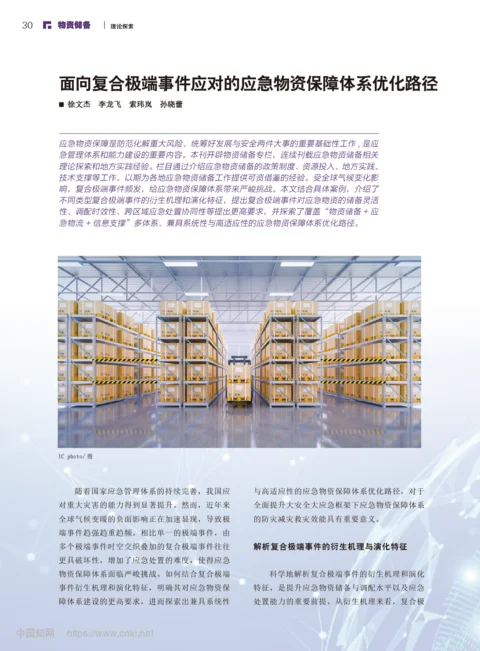 30 物资储备 | 理论探索
面向复合极端事件应对的应急物资保障体系优化路径
■ 徐文杰 李龙飞 索玮岚 孙晓蕾
应急物资保障是防范化解重大风险、统筹好发展与安全两件大事的重要基础性工作，是应
急管理体系和能力建设的重要内容。本刊开辟物资储备专栏，连续刊载应急物资储备相关
理论探索和地方实践经验。栏目通过介绍应急物资储备的政策制度、资源投入、地方实践、
技术支撑等工作，以期为各地应急物资储备工作提供可资借鉴的经验。受全球气候变化影
响，复合极端事件频发，给应急物资保障体系带来严峻挑战。本文结合具体案例，介绍了
不同类型复合极端事件的衍生机理和演化特征，提出复合极端事件对应急物资的储备灵活
性、调配时效性、跨区域应急处置协同性等提出更高要求，并探索了覆盖“物资储备+应
急物流+信息支撑”多体系、兼具系统性与高适应性的应急物资保障体系优化路径。
IC photo/ 图
随着国家应急管理体系的持续完善，我国应
对重大灾害的能力得到显著提升。然而，近年来
全球气候变暖的负面影响正在加速显现，导致极
端事件趋强趋重趋频。相比单一的极端事件，由
多个极端事件时空交织叠加的复合极端事件往往
更具破坏性，增加了应急处置的难度，使得应急
物资保障体系面临严峻挑战。如何结合复合极端
事件衍生机理和演化特征，明确其对应急物资保
障体系建设的更高要求，进而探索出兼具系统性
与高适应性的应急物资保障体系优化路径，对于
全面提升大安全大应急框架下应急物资保障体系
的防灾减灾救灾效能具有重要意义。
解析复合极端事件的衍生机理与演化特征
科学地解析复合极端事件的衍生机理和演化
特征，是提升应急物资储备与调配水平以及应急
处置能力的重要前提。从衍生机理来看，复合极
中国知网 https://www.cnki.net